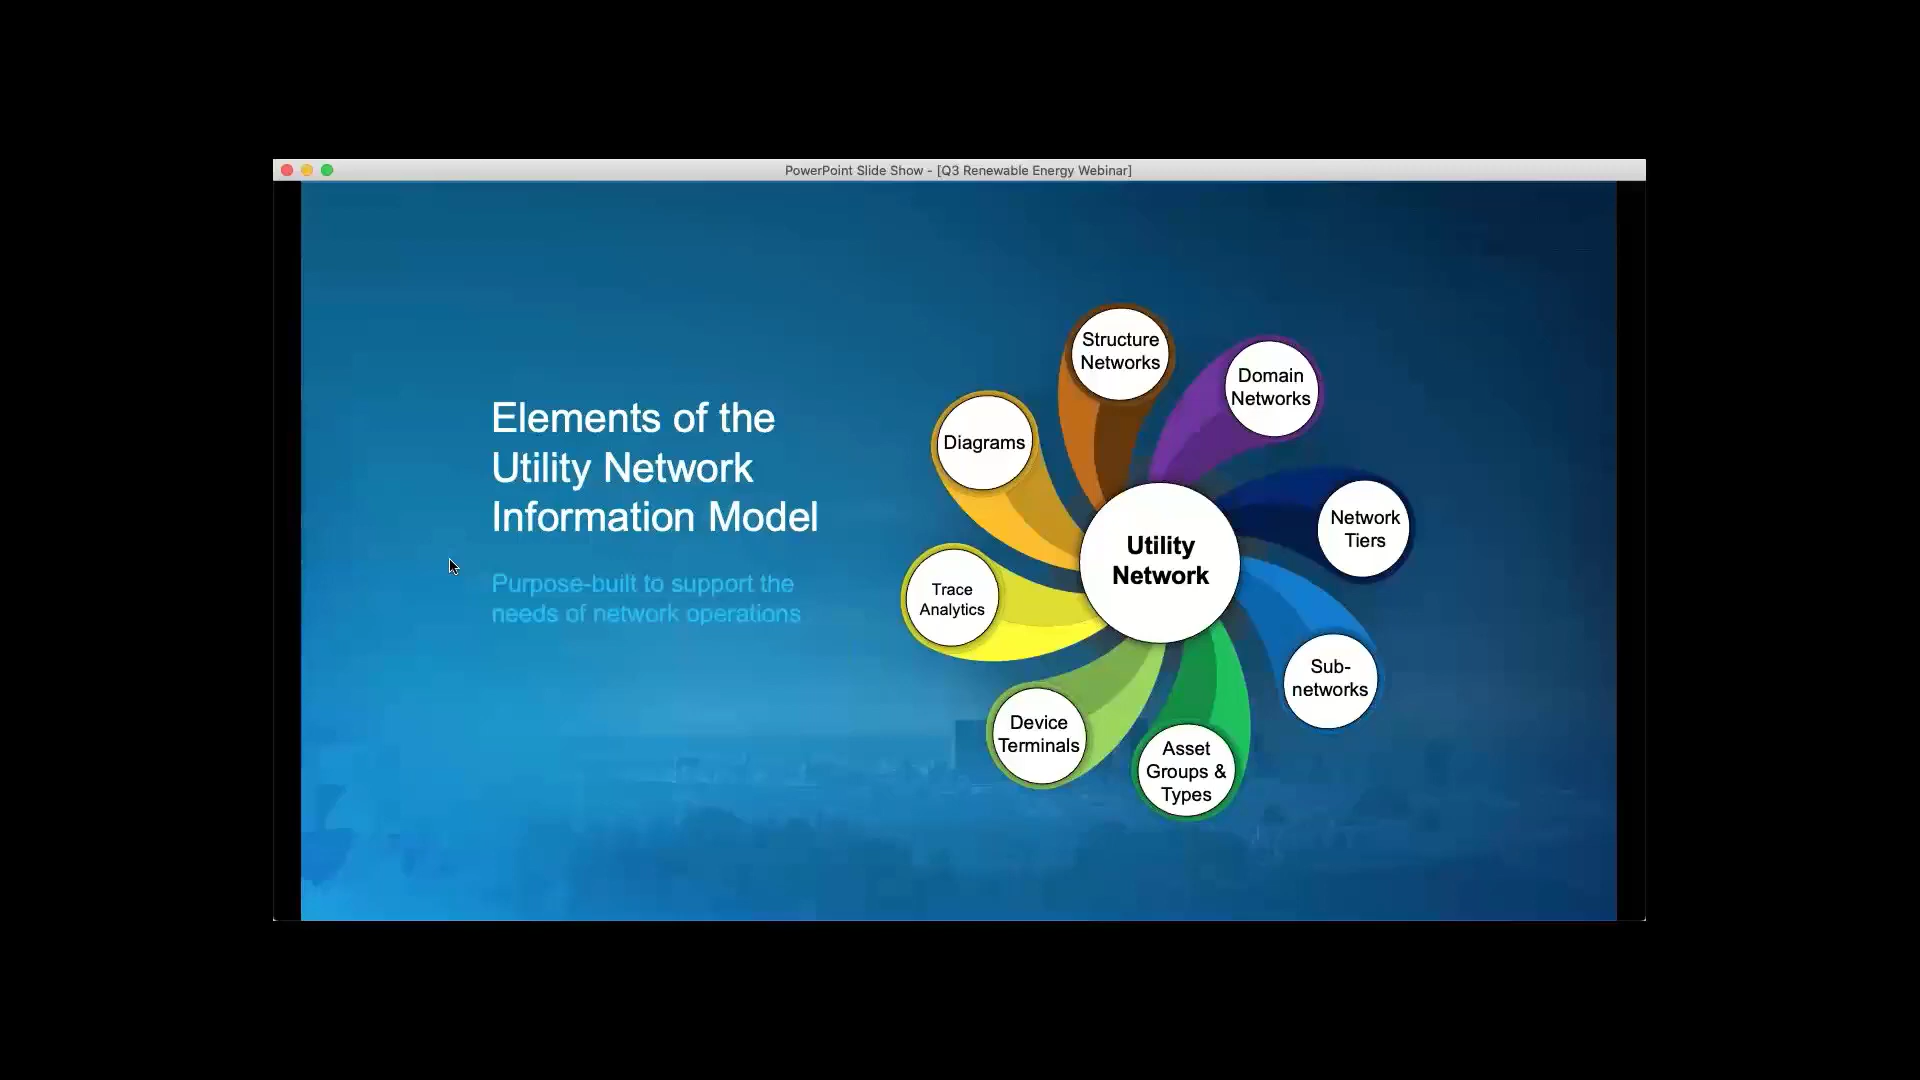 PowerPoint Slide Show - [Q3 Renewable Energy Webinar]
Elements of the
Utility Network
Information Model
Purpose-built to support the
needs of network operations
Structure
Networks
Domain
Networks
Diagrams
Network
Tiers
Utility
Network
Trace
Analytics
Sub-
networks
Device
Terminals
Asset
Groups &
Types